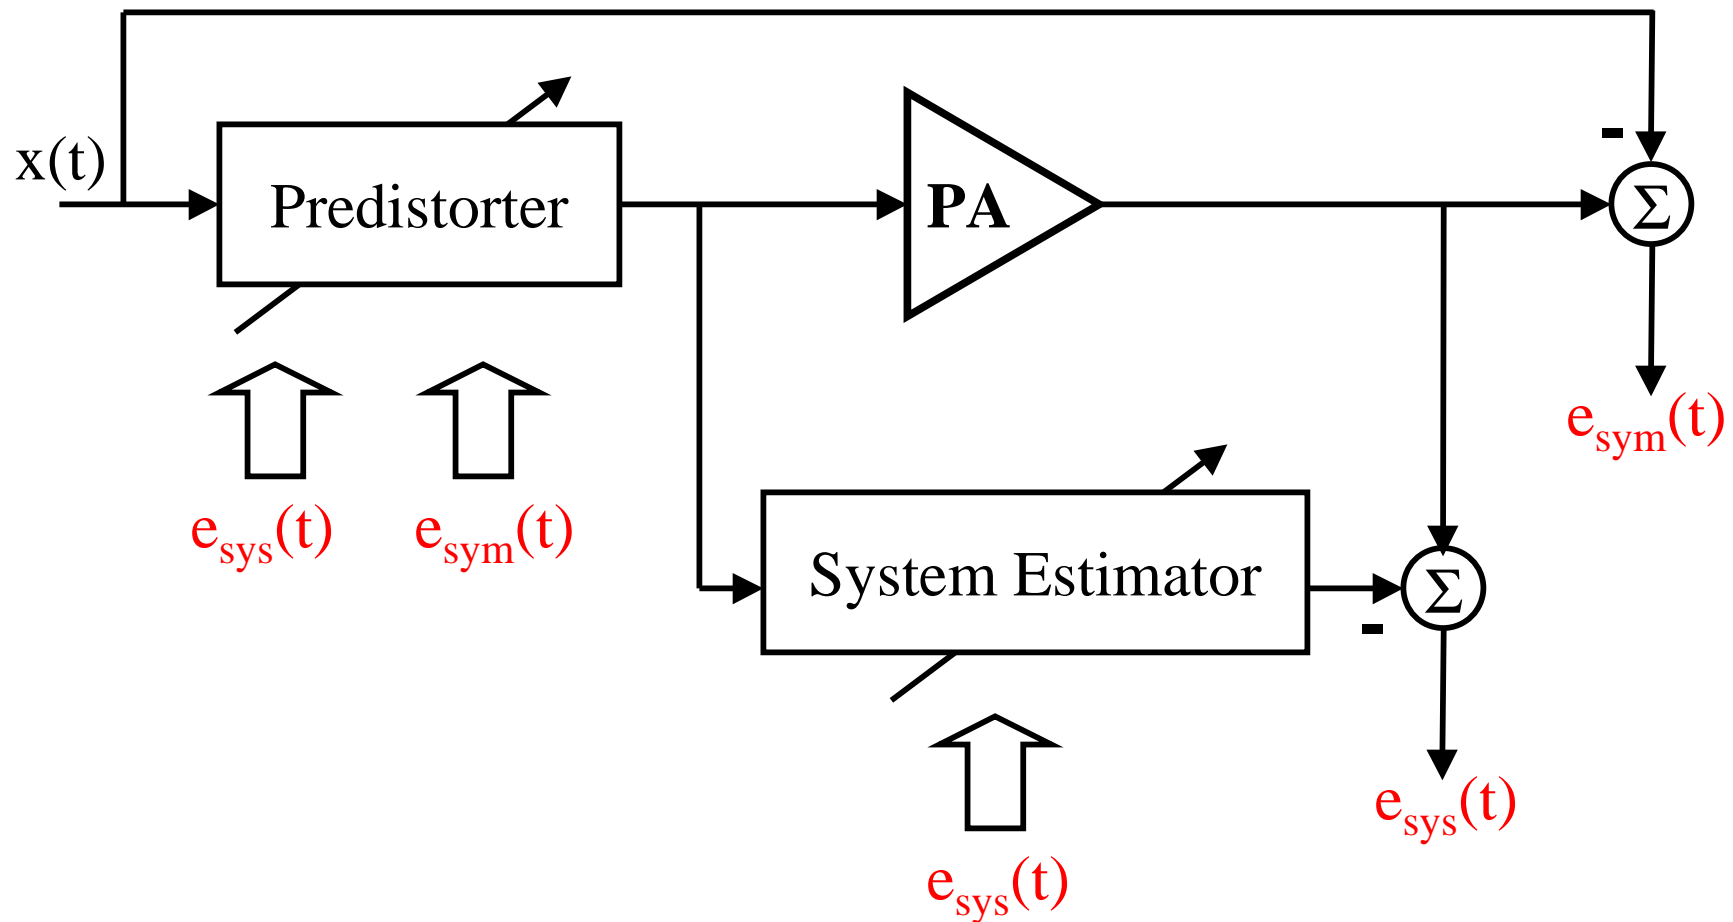 x(t)
-
Predistorter
PA
Σ
e_sym(t)
e_sys(t) e_sym(t)
System Estimator
Σ
-
e_sys(t)
e_sys(t)